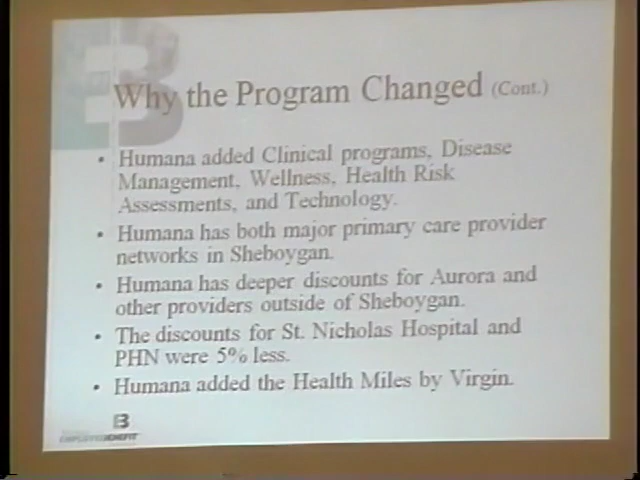 B
Why the Program Changed (Cont.)
• Humana added Clinical programs, Disease
Management, Wellness, Health Risk
Assessments, and Technology.
• Humana has both major primary care provider
networks in Sheboygan.
• Humana has deeper discounts for Aurora and
other providers outside of Sheboygan.
• The discounts for St. Nicholas Hospital and
PHN were 5% less.
• Humana added the Health Miles by Virgin.
B
EMPLOYEE BENEFIT